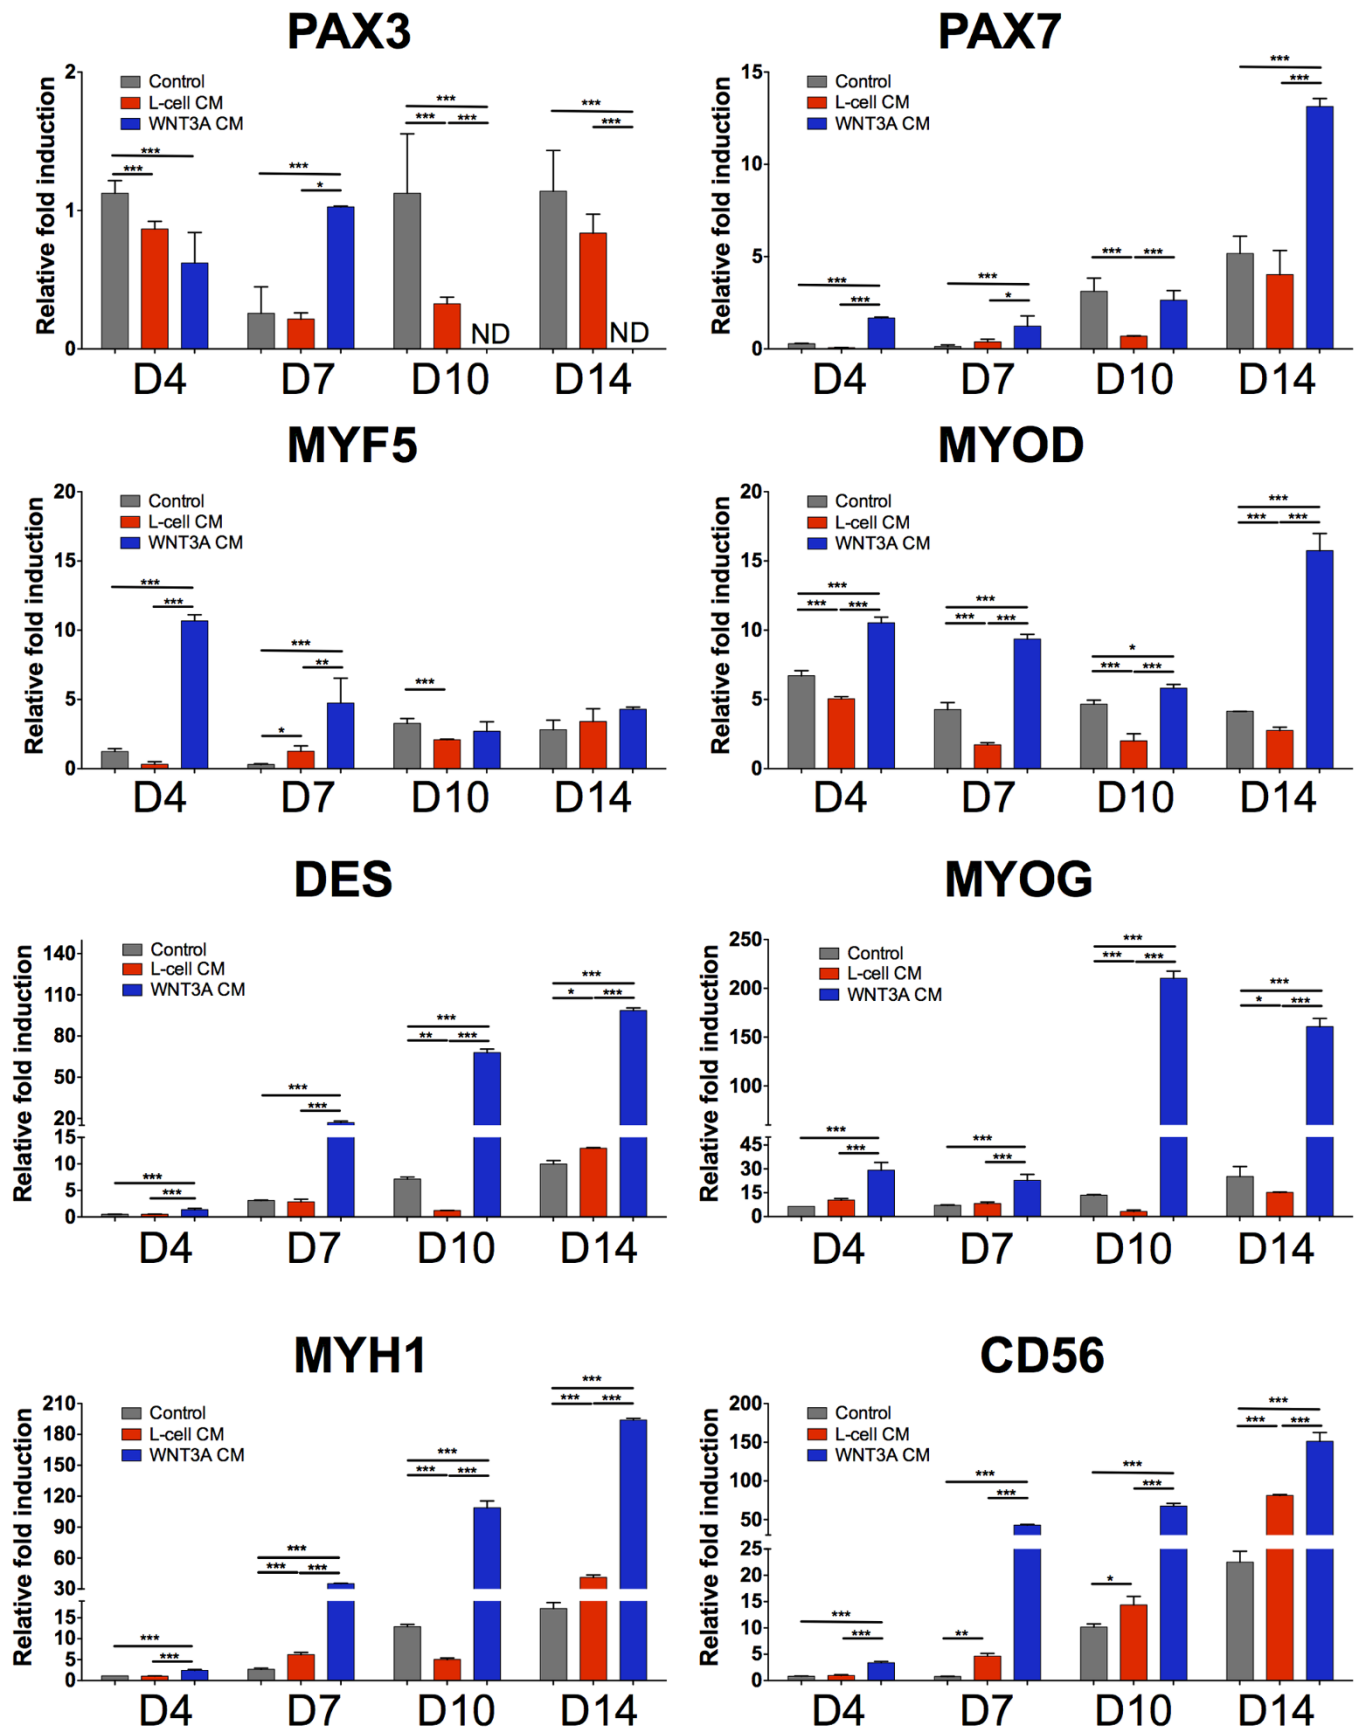 PAX3
Relative fold induction
2
1
0
Control
L-cell CM
WNT3A CM
*** *** *** * *** *** *** *** ***
ND ND
D4 D7 D10 D14
PAX7
Relative fold induction
15
10
5
0
Control
L-cell CM
WNT3A CM
*** *** *** * *** *** *** ***
D4 D7 D10 D14
MYF5
Relative fold induction
20
15
10
5
0
Control
L-cell CM
WNT3A CM
*** *** *** ** * ***
D4 D7 D10 D14
MYOD
Relative fold induction
20
15
10
5
0
Control
L-cell CM
WNT3A CM
*** *** *** *** *** *** * *** *** *** *** ***
D4 D7 D10 D14
DES
Relative fold induction
140
110
80
50
20
15
10
5
0
Control
L-cell CM
WNT3A CM
*** *** *** *** *** ** *** *** * ***
D4 D7 D10 D14
MYOG
Relative fold induction
250
200
150
100
45
30
15
0
Control
L-cell CM
WNT3A CM
*** *** *** *** *** *** *** *** * ***
D4 D7 D10 D14
MYH1
Relative fold induction
210
180
150
120
90
60
30
15
10
5
0
Control
L-cell CM
WNT3A CM
*** *** *** *** *** *** *** *** *** *** ***
D4 D7 D10 D14
CD56
Relative fold induction
200
150
100
50
25
20
15
10
5
0
Control
L-cell CM
WNT3A CM
*** *** *** *** ** *** *** * *** *** ***
D4 D7 D10 D14